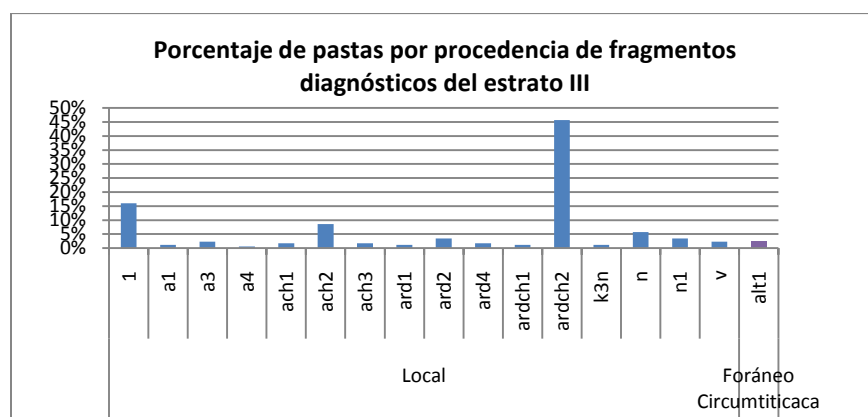 Porcentaje de pastas por procedencia de fragmentos
diagnósticos del estrato III
50%
45%
40%
35%
30%
25%
20%
15%
10%
5%
0%
1
a1
a3
a4
ach1
ach2
ach3
ard1
ard2
ard4
ardch1
ardch2
k3n
n
n1
v
alt1
Local
Foráneo
Circumtiticaca